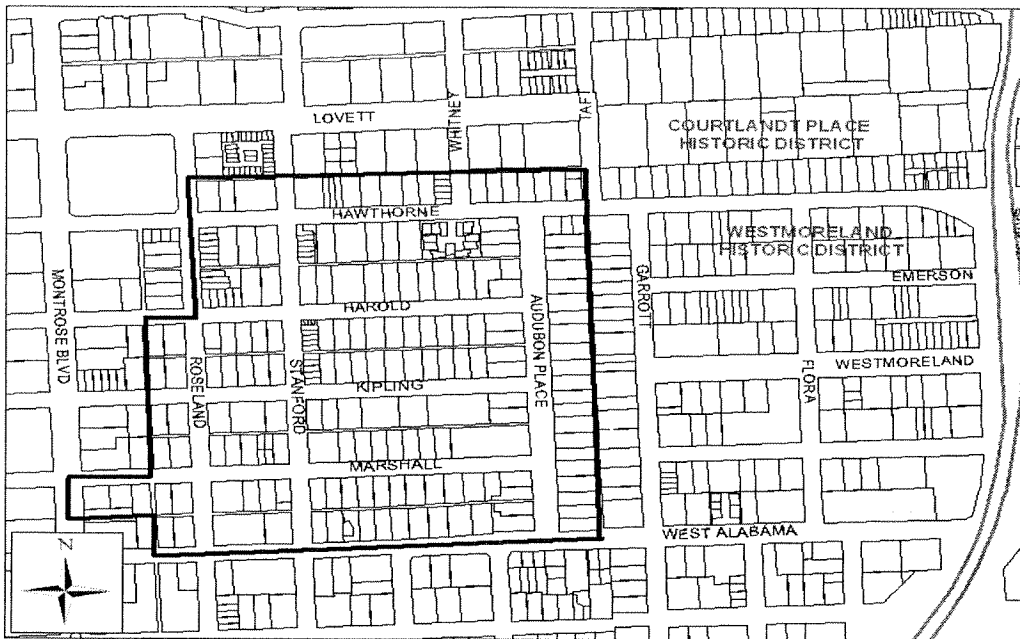 LOVETT
WHITNEY
TAF
COURTLANDT PLACE
HISTORIC DISTRICT
HAWTHORNE
WESTMORELAND
HISTORIC DISTRICT
EMERSON
MONTROSE BLVD
HAROLD
AUDUBON PLACE
GARROTT
ROSELAND
STANFORD
KIPLING
WESTMORELAND
FLORA
MARSHALL
WEST ALABAMA
N